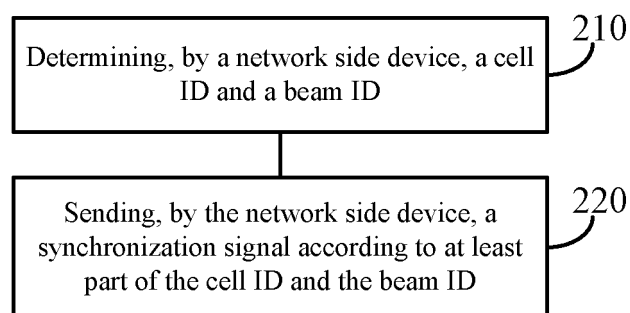 210
Determining, by a network side device, a cell
ID and a beam ID
220
Sending, by the network side device, a
synchronization signal according to at least
part of the cell ID and the beam ID